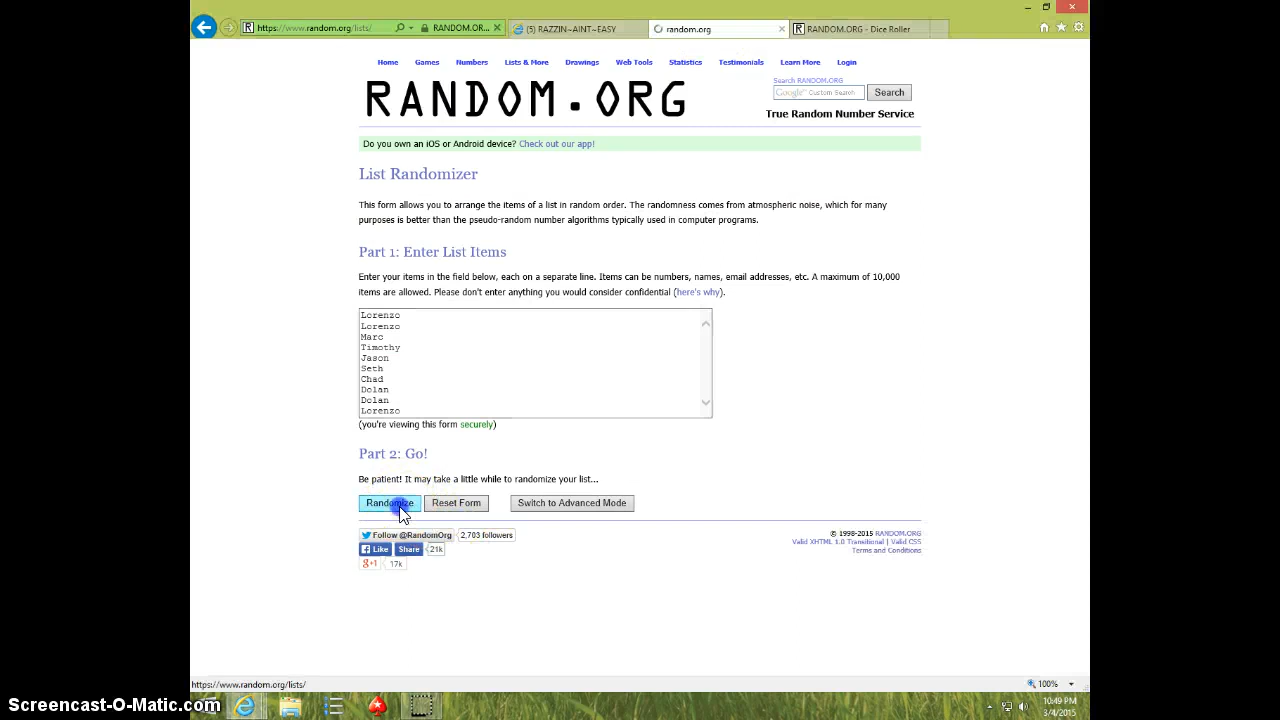 https://www.random.org/lists/
RANDOM.OR...
(5) RAZZIN~AINT~EASY
random.org
RANDOM.ORG - Dice Roller
Home Games Numbers Lists & More Drawings Web Tools Statistics Testimonials Learn More Login
RANDOM.ORG
Search RANDOM.ORG
Google Custom Search
Search
True Random Number Service
Do you own an iOS or Android device? Check out our app!
List Randomizer
This form allows you to arrange the items of a list in random order. The randomness comes from atmospheric noise, which for many
purposes is better than the pseudo-random number algorithms typically used in computer programs.
Part 1: Enter List Items
Enter your items in the field below, each on a separate line. Items can be numbers, names, email addresses, etc. A maximum of 10,000
items are allowed. Please don't enter anything you would consider confidential (here's why).
Lorenzo
Lorenzo
Marc
Timothy
Jason
Seth
Chad
Dolan
Dolan
Lorenzo
(you're viewing this form securely)
Part 2: Go!
Be patient! It may take a little while to randomize your list...
Randomize Reset Form Switch to Advanced Mode
Follow @RandomOrg 2,703 followers
Like Share 21k
g+1 17k
© 1998-2015 RANDOM.ORG
Valid XHTML 1.0 Transitional | Valid CSS
Terms and Conditions
https://www.random.org/lists/
100%
Screencast-O-Matic.com
10:49 PM
3/4/2015